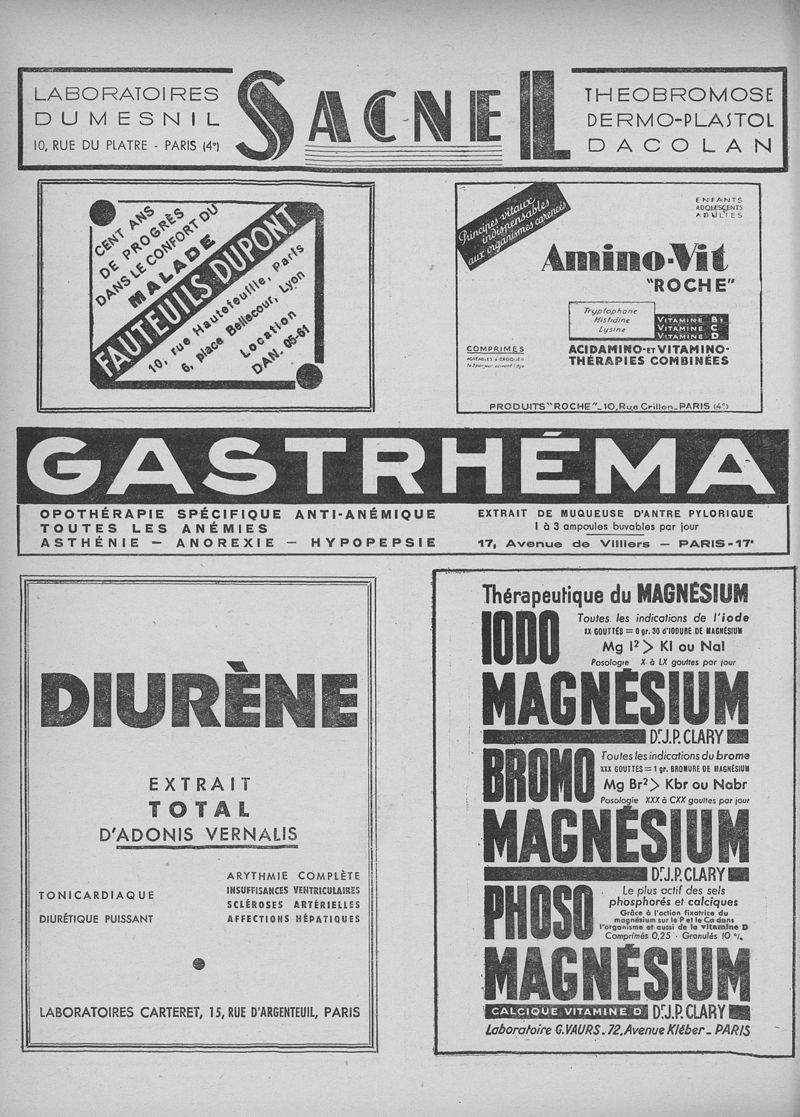 LABORATOIRES
DUMESNIL
10, RUE DU PLATRE - PARIS (4e)
SACNEL
THEOBROMOSE
DERMO-PLASTOL
DACOLAN
CENT ANS
DE PROGRÈS
DANS LE CONFORT DU
MALADE
FAUTEUILS DUPONT
10, rue Hautefeuille, Paris
6, place Bellecour, Lyon
Location
DAN. 05-61
Principes vitaux
indispensables
aux organismes carencés
ENFANTS
ADOLESCENTS
ADULTES
Amino-Vit
"ROCHE"
Tryptophane
Histidine
Lysine
VITAMINE B1
VITAMINE C
VITAMINE D
COMPRIMÉS
AGRÉABLES À CROQUER
ACIDAMINO-ET VITAMINO-
THÉRAPIES COMBINÉES
PRODUITS "ROCHE"_10, Rue Crillon_PARIS (4e)
GASTRHÉMA
OPOTHÉRAPIE SPÉCIFIQUE ANTI-ANÉMIQUE
TOUTES LES ANÉMIES
ASTHÉNIE — ANOREXIE — HYPOPEPSIE
EXTRAIT DE MUQUEUSE D'ANTRE PYLORIQUE
1 à 3 ampoules buvables par jour
17, Avenue de Villiers — PARIS-17e
DIURÈNE
EXTRAIT
TOTAL
D'ADONIS VERNALIS
TONICARDIAQUE
DIURÉTIQUE PUISSANT
ARYTHMIE COMPLÈTE
INSUFFISANCES VENTRICULAIRES
SCLÉROSES ARTÉRIELLES
AFFECTIONS HÉPATIQUES
LABORATOIRES CARTERET, 15, RUE D'ARGENTEUIL, PARIS
Thérapeutique du MAGNÉSIUM
IODO
Toutes les indications de l'iode
XX GOUTTES = 0 gr. 30 d'IODURE DE MAGNÉSIUM
Mg I2 > KI ou NaI
Posologie X à LX gouttes par jour
MAGNÉSIUM
Dr. J.P. CLARY
BROMO
Toutes les indications du brome
XXX GOUTTES = 1 gr. BROMURE DE MAGNÉSIUM
Mg Br2 > Kbr ou Nabr
Posologie XXX à CXX gouttes par jour
MAGNÉSIUM
Dr. J.P. CLARY
PHOSO
Le plus actif des sels
phosphorés et calciques
Grâce à l'action fixatrice du
magnésium sur le P et le Ca dans
l'organisme et aussi de la vitamine D
Comprimés 0,25 · Granulés 10 %
MAGNÉSIUM
CALCIQUE VITAMINE D
Dr. J.P. CLARY
Laboratoire G. VAURS_72, Avenue Kléber_PARIS